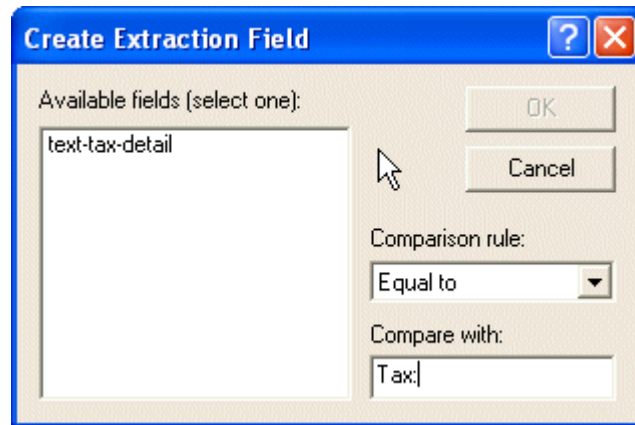 Create Extraction Field
?
Available fields (select one):
OK
text-tax-detail
Cancel
Comparison rule:
Equal to
Compare with:
Tax: